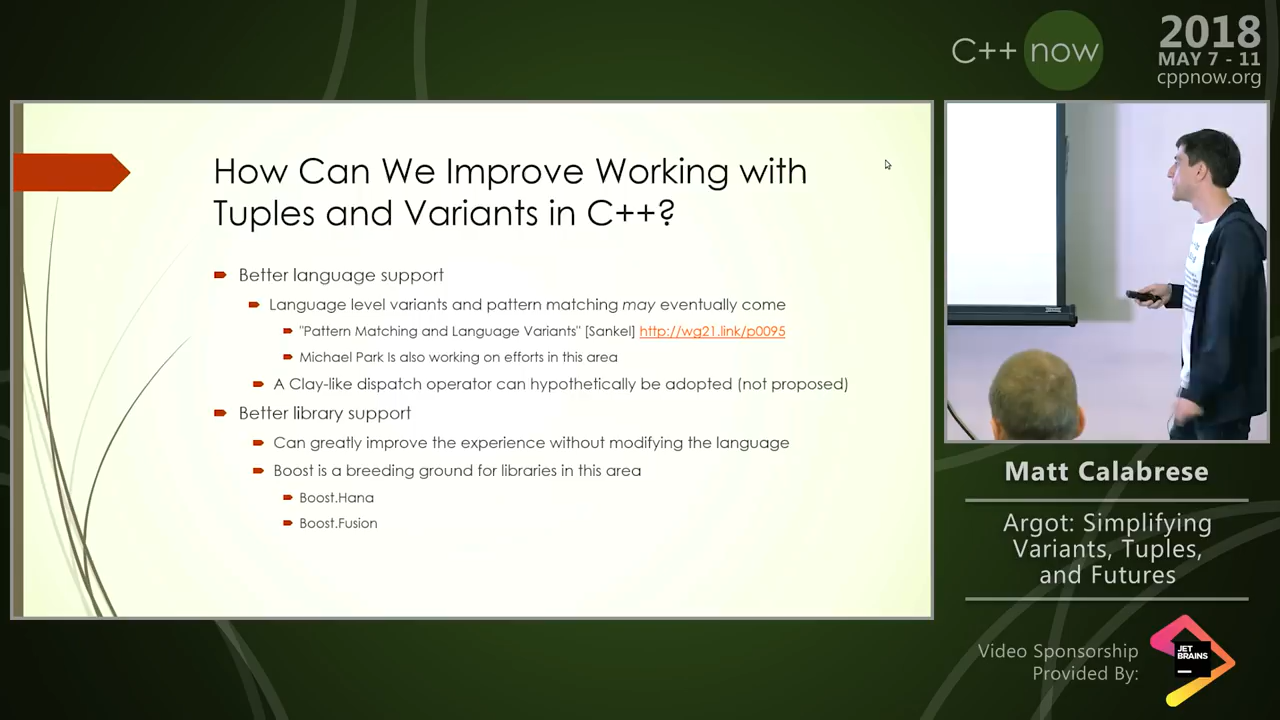 C++ now
2018
MAY 7 - 11
cppnow.org
How Can We Improve Working with
Tuples and Variants in C++?
Better language support
Language level variants and pattern matching may eventually come
"Pattern Matching and Language Variants" [Sankel] http://wg21.link/p0095
Michael Park Is also working on efforts in this area
A Clay-like dispatch operator can hypothetically be adopted (not proposed)
Better library support
Can greatly improve the experience without modifying the language
Boost is a breeding ground for libraries in this area
Boost.Hana
Boost.Fusion
Matt Calabrese
Argot: Simplifying
Variants, Tuples,
and Futures
Video Sponsorship
Provided By:
JET
BRAINS